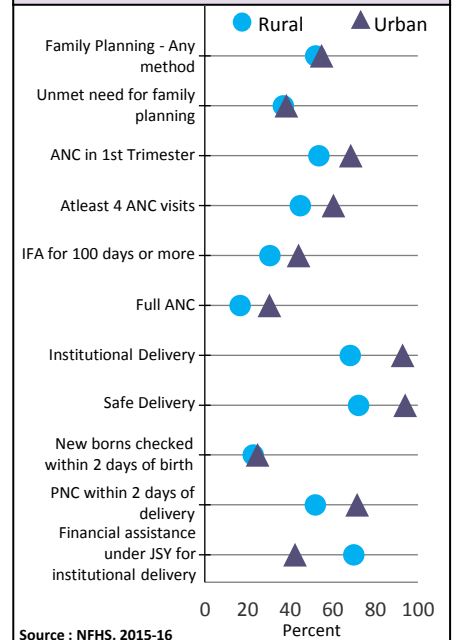 Rural
Urban
Family Planning - Any
method
Unmet need for family
planning
ANC in 1st Trimester
Atleast 4 ANC visits
IFA for 100 days or more
Full ANC
Institutional Delivery
Safe Delivery
New borns checked
within 2 days of birth
PNC within 2 days of
delivery
Financial assistance
under JSY for
institutional delivery
0 20 40 60 80 100
Percent
Source : NFHS, 2015-16